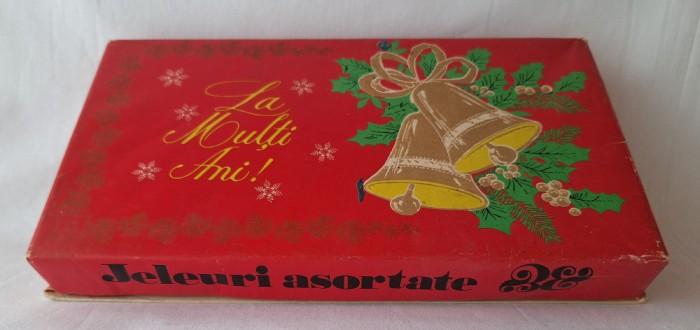 La
Mulți
Ani!
Jeleuri asortate